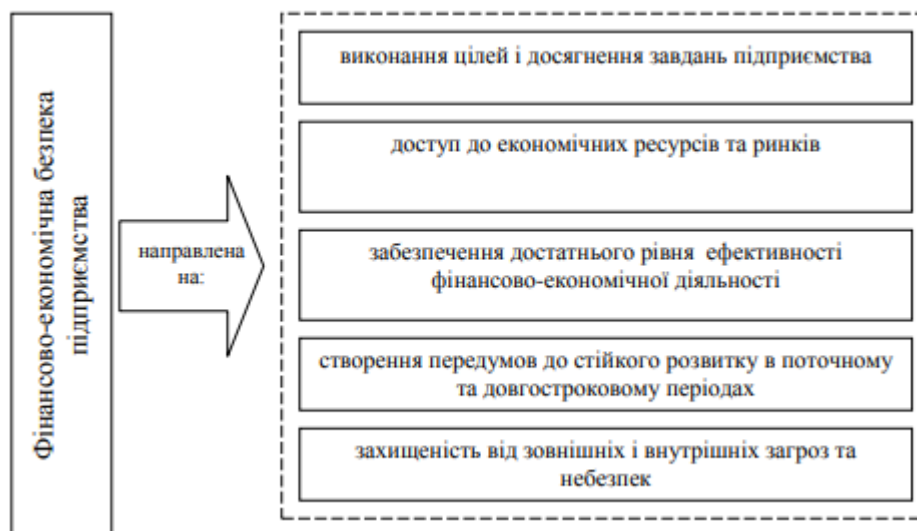 Фінансово-економічна безпека
підприємства
направлена
на:
виконання цілей і досягнення завдань підприємства
доступ до економічних ресурсів та ринків
забезпечення достатнього рівня ефективності
фінансово-економічної діяльності
створення передумов до стійкого розвитку в поточному
та довгостроковому періодах
захищеність від зовнішніх і внутрішніх загроз та
небезпек